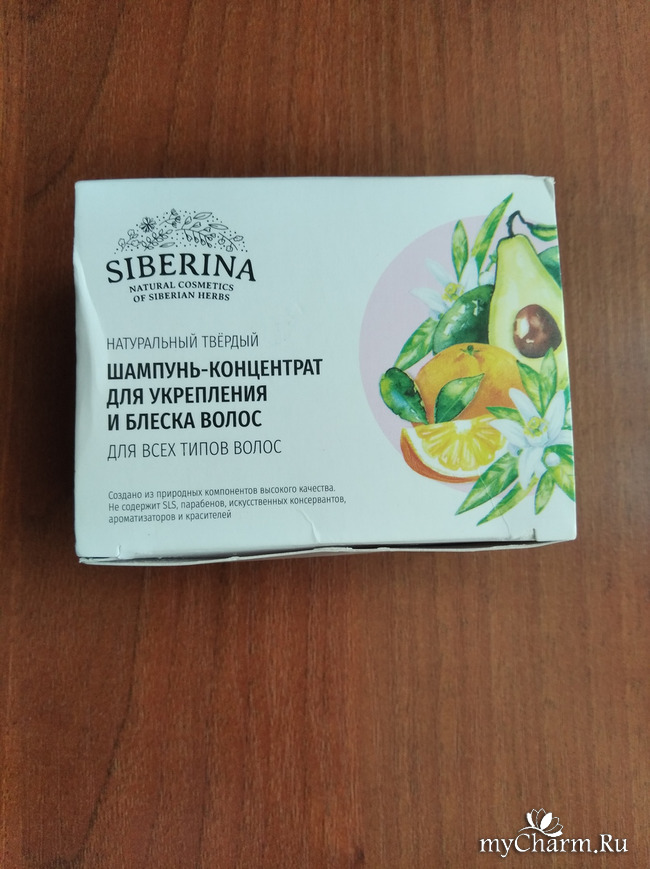 SIBERINA
NATURAL COSMETICS
OF SIBERIAN HERBS
НАТУРАЛЬНЫЙ ТВЁРДЫЙ
ШАМПУНЬ-КОНЦЕНТРАТ
ДЛЯ УКРЕПЛЕНИЯ
И БЛЕСКА ВОЛОС
ДЛЯ ВСЕХ ТИПОВ ВОЛОС
Создано из природных компонентов высокого качества.
Не содержит SLS, парабенов, искусственных консервантов,
ароматизаторов и красителей
myCharm.Ru